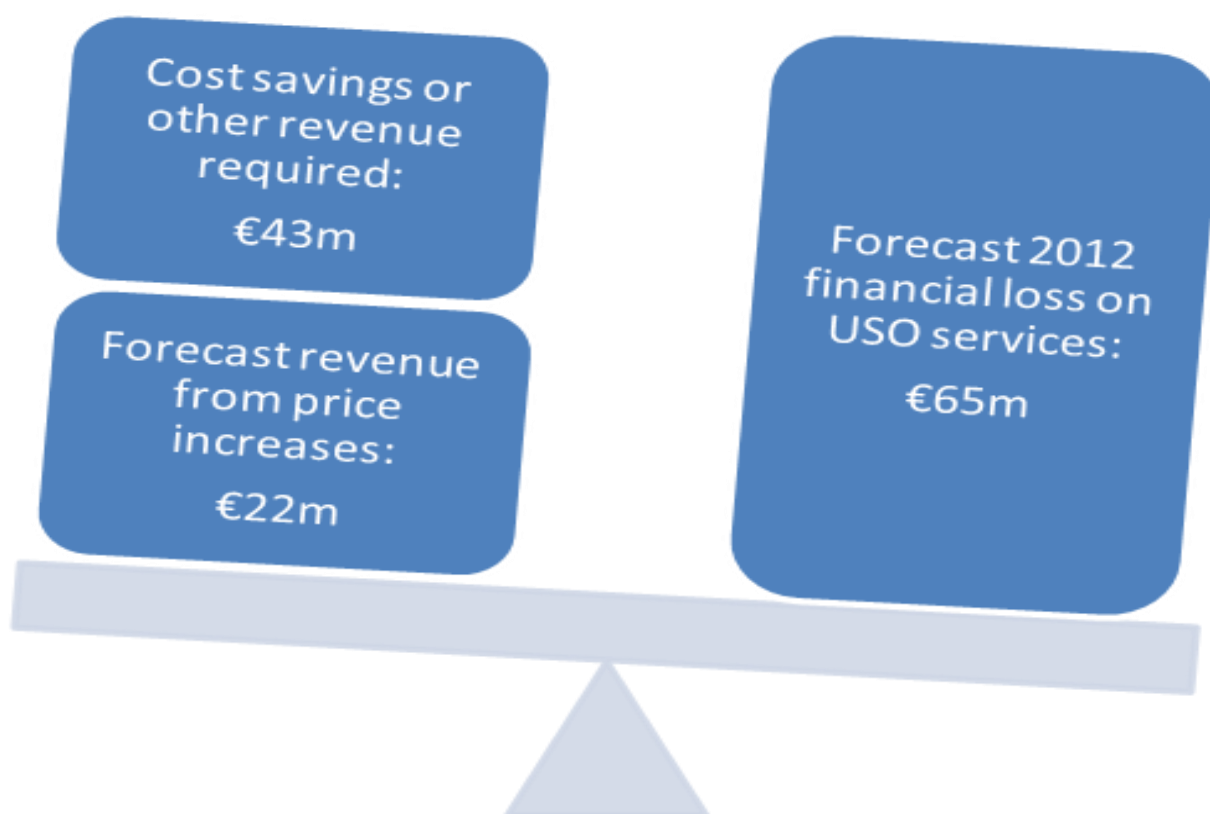 Cost savings or
other revenue
required:
€43m
Forecast revenue
from price
increases:
€22m
Forecast 2012
financial loss on
USO services:
€65m